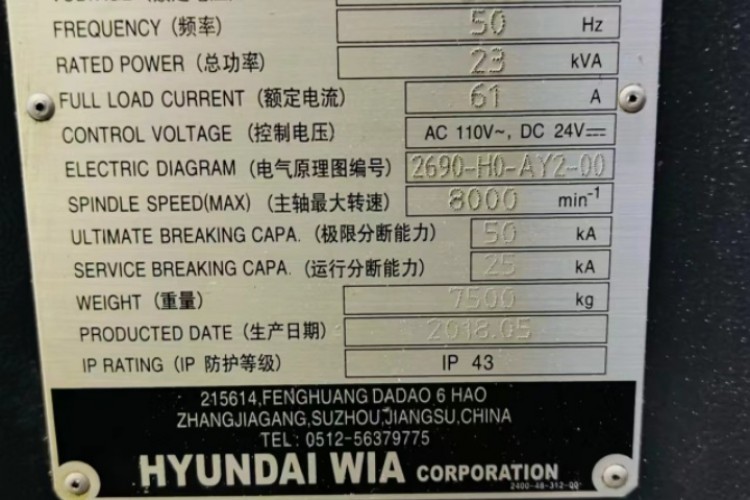 FREQUENCY (频率) 50 Hz
RATED POWER (总功率) 23 kVA
FULL LOAD CURRENT (额定电流) 61 A
CONTROL VOLTAGE (控制电压) AC 110V~, DC 24V⎓
ELECTRIC DIAGRAM (电气原理图编号) 2690-H0-AY2-00
SPINDLE SPEED(MAX) (主轴最大转速) 8000 min⁻¹
ULTIMATE BREAKING CAPA. (极限分断能力) 50 kA
SERVICE BREAKING CAPA. (运行分断能力) 25 kA
WEIGHT (重量) 7500 kg
PRODUCTED DATE (生产日期) 2018.05
IP RATING (IP 防护等级) IP 43
215614,FENGHUANG DADAO 6 HAO
ZHANGJIAGANG,SUZHOU,JIANGSU,CHINA
TEL: 0512-56379775
HYUNDAI WIA CORPORATION
2400-48-312-00